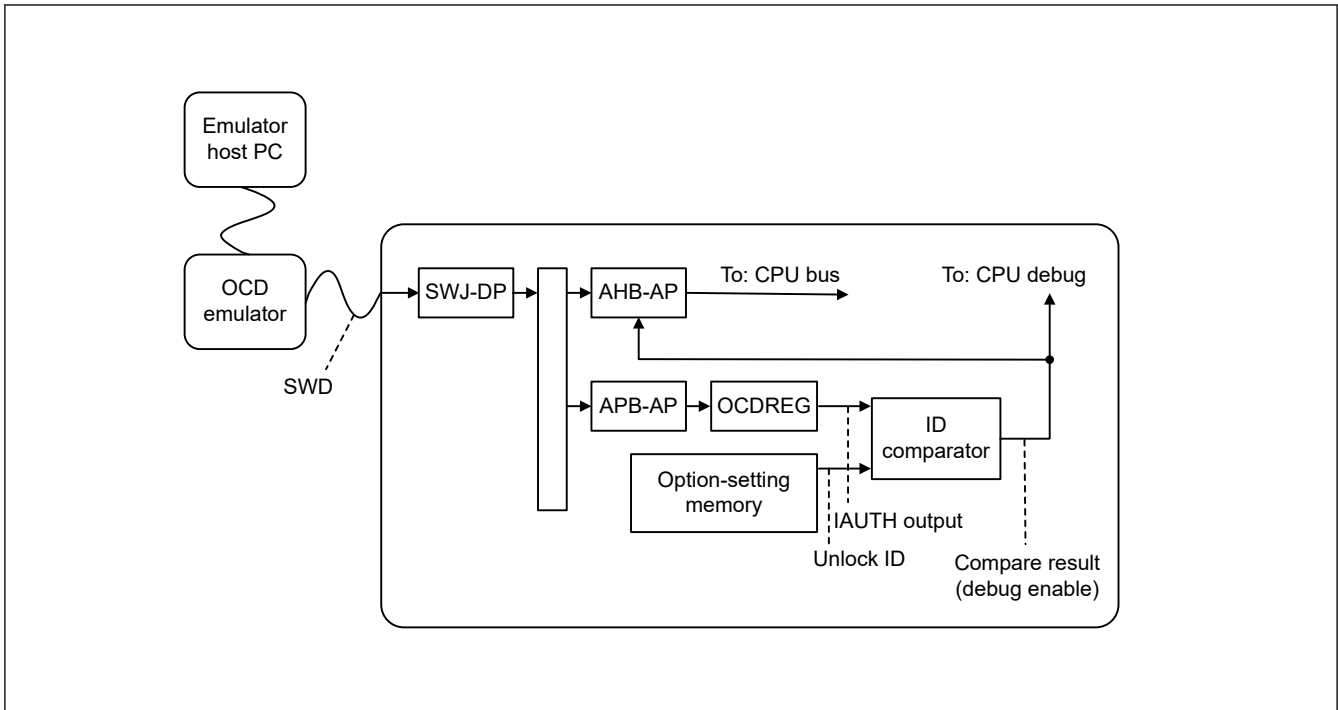 Emulator
host PC
OCD
emulator
SWD
SWJ-DP
AHB-AP
To: CPU bus
To: CPU debug
APB-AP
OCDREG
ID
comparator
Option-setting
memory
IAUTH output
Unlock ID
Compare result
(debug enable)